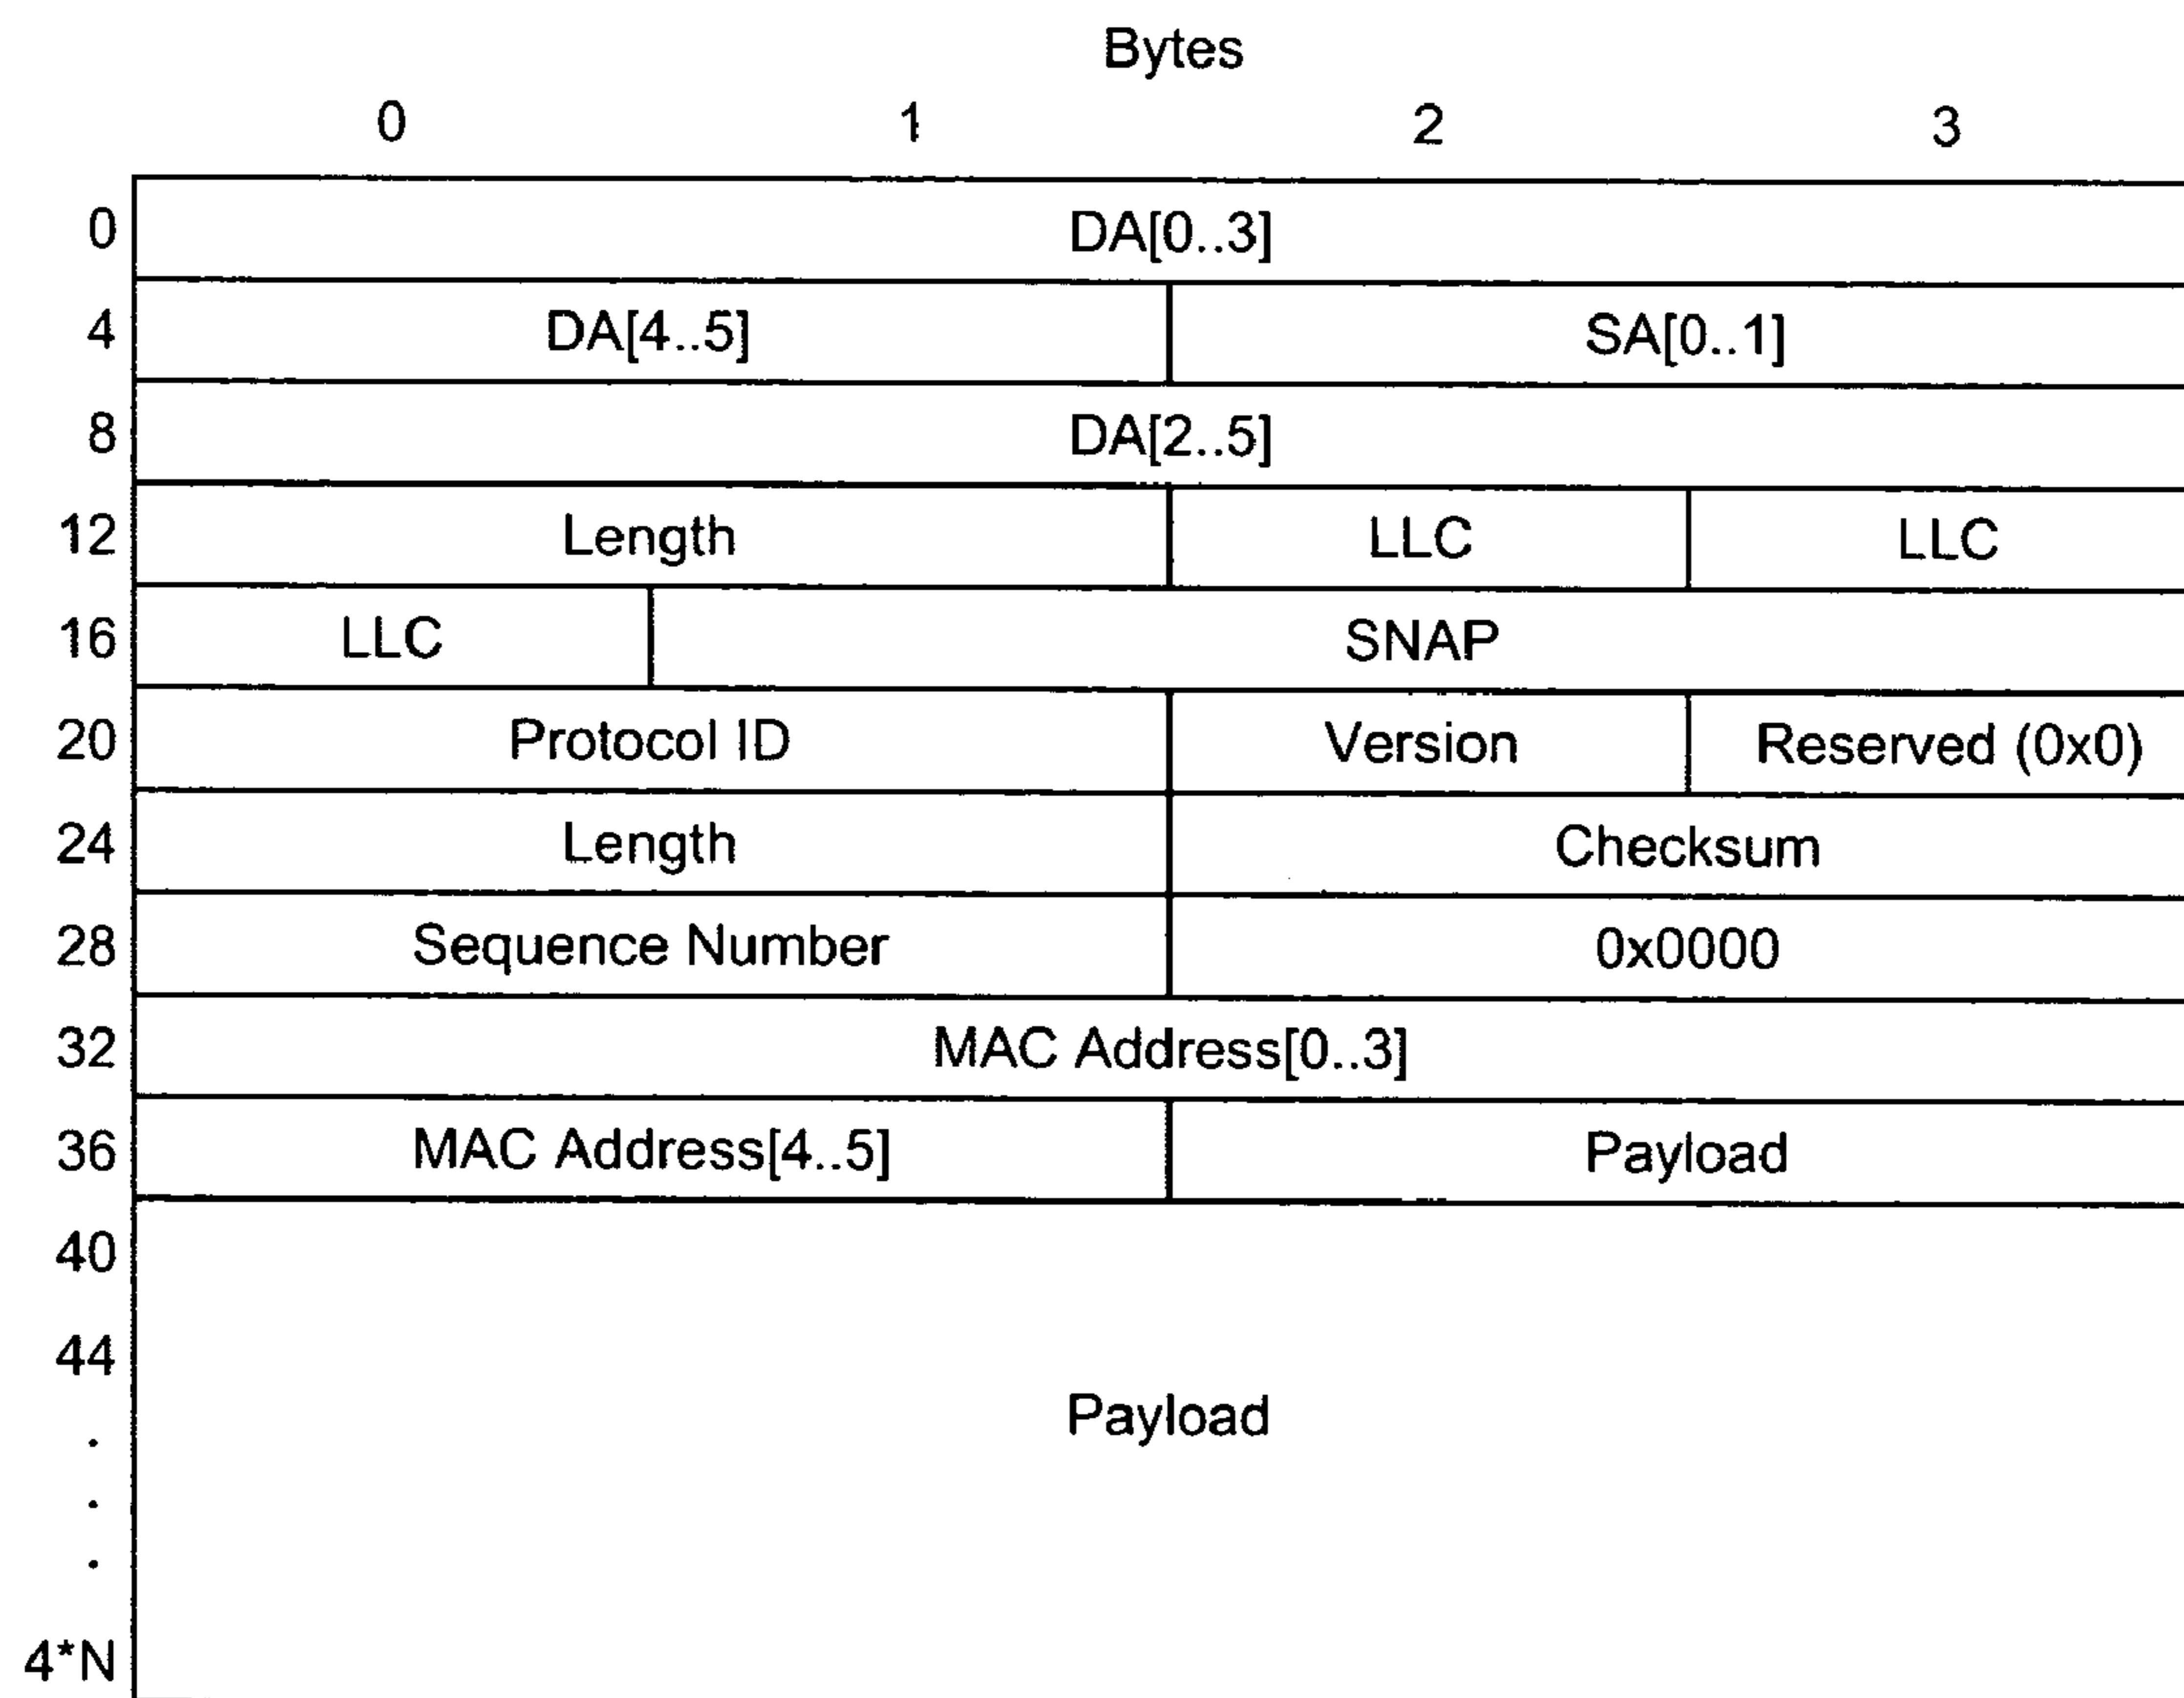 Bytes
0 1 2 3
0 DA[0..3]
4 DA[4..5] SA[0..1]
8 DA[2..5]
12 Length LLC LLC
16 LLC SNAP
20 Protocol ID Version Reserved (0x0)
24 Length Checksum
28 Sequence Number 0x0000
32 MAC Address[0..3]
36 MAC Address[4..5] Payload
40
44
Payload
.
.
.
4*N